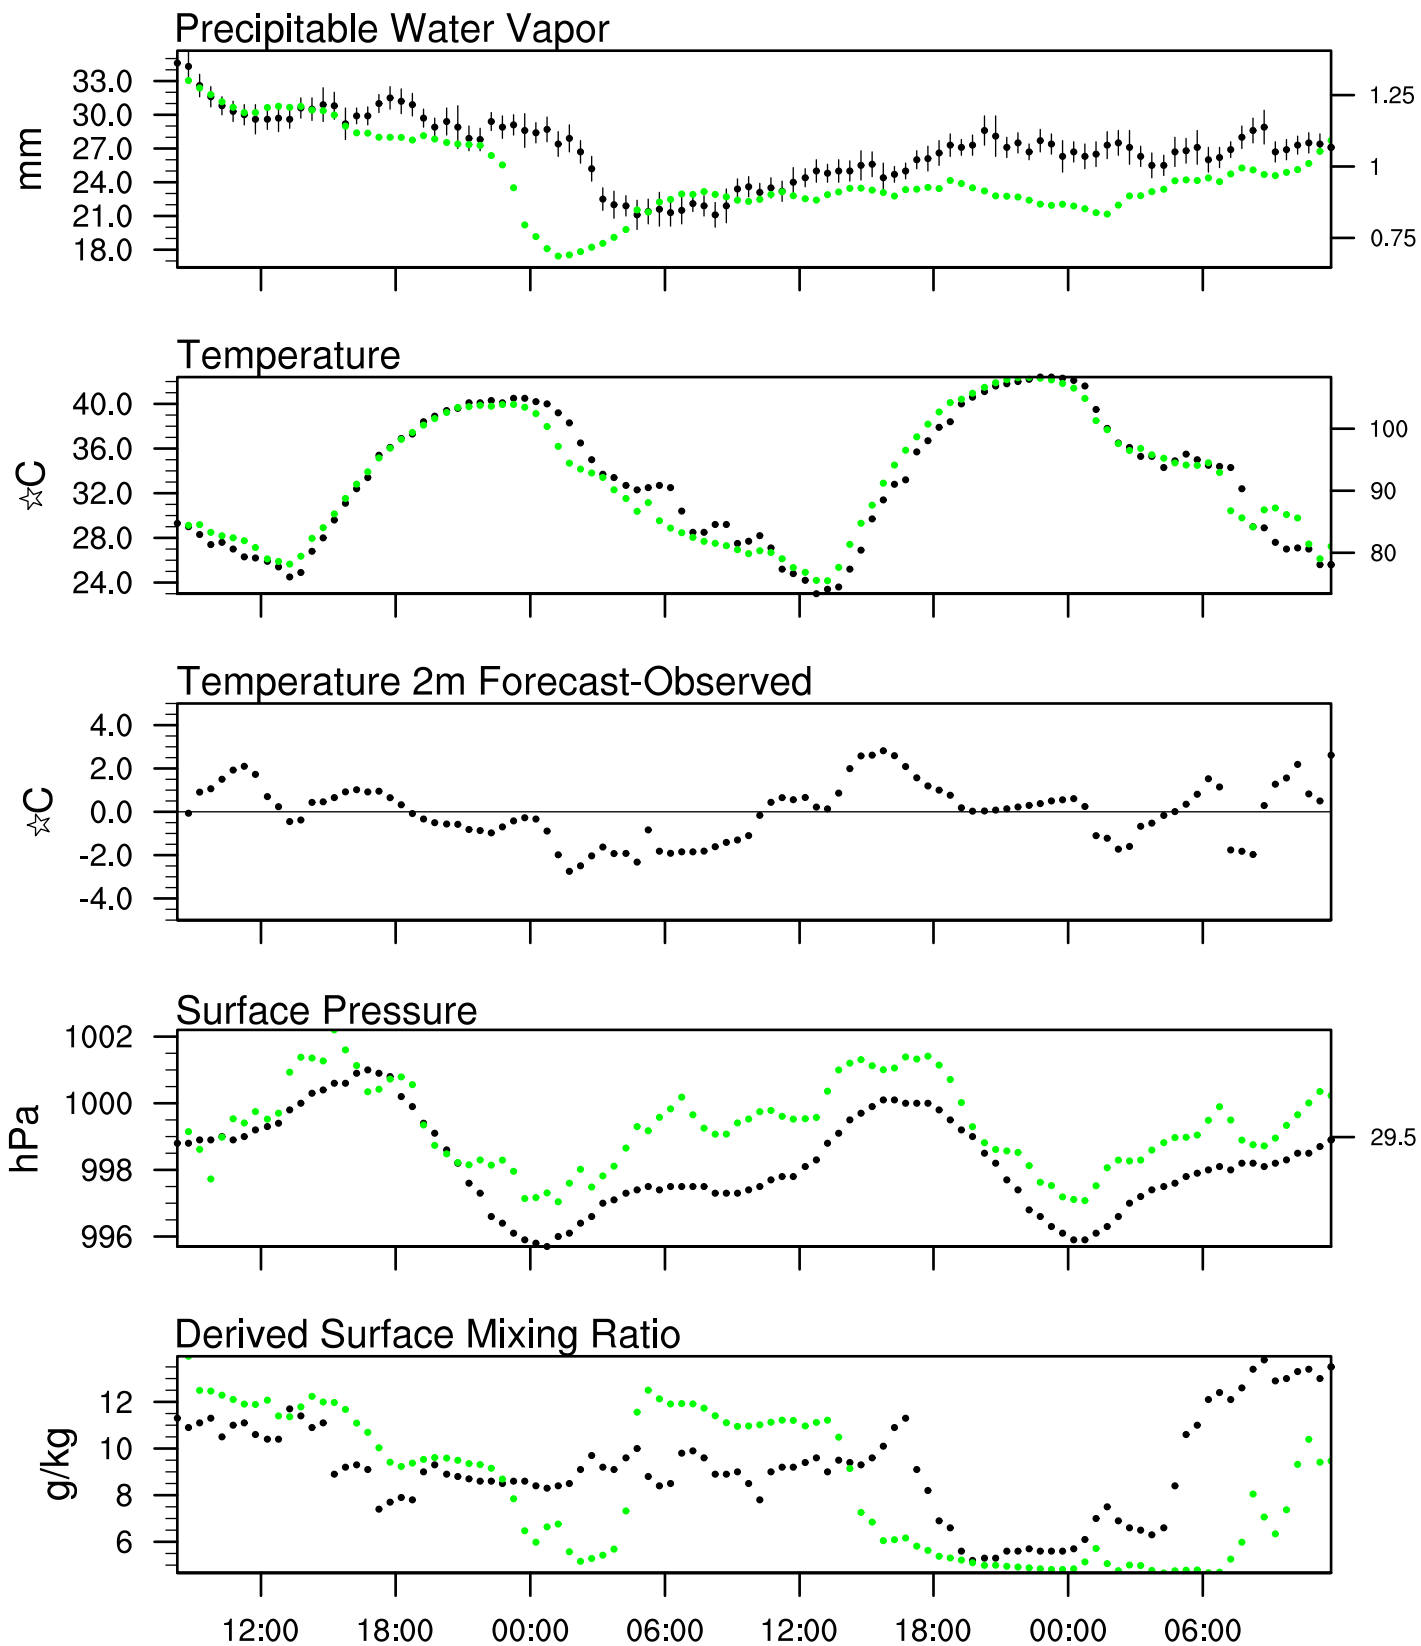 Precipitable Water Vapor
33.0
30.0
27.0
24.0
21.0
18.0
mm
1.25
1
0.75
Temperature
40.0
36.0
32.0
28.0
24.0
☆C
100
90
80
Temperature 2m Forecast-Observed
4.0
2.0
0.0
-2.0
-4.0
☆C
Surface Pressure
1002
1000
998
996
hPa
29.5
Derived Surface Mixing Ratio
12
10
8
6
g/kg
12:00 18:00 00:00 06:00 12:00 18:00 00:00 06:00